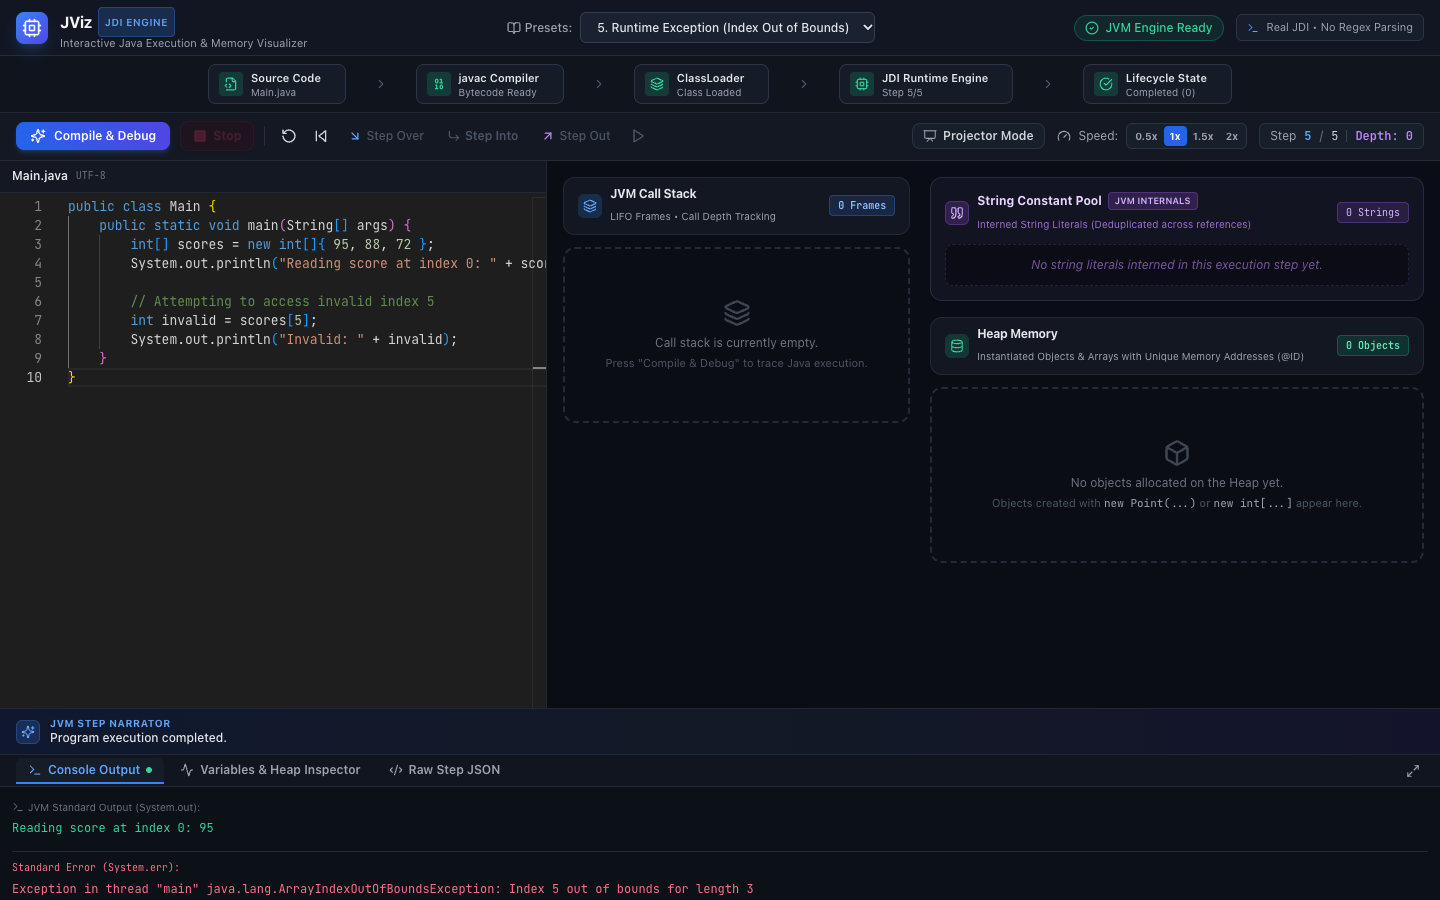 JViz JDI ENGINE
Interactive Java Execution & Memory Visualizer
Presets: 5. Runtime Exception (Index Out of Bounds)
JVM Engine Ready
Real JDI • No Regex Parsing
Source Code
Main.java
javac Compiler
Bytecode Ready
ClassLoader
Class Loaded
JDI Runtime Engine
Step 5/5
Lifecycle State
Completed (0)
Compile & Debug
Stop
Step Over
Step Into
Step Out
Projector Mode
Speed: 0.5x 1x 1.5x 2x
Step 5 / 5 | Depth: 0
Main.java UTF-8
1 public class Main {
2 public static void main(String[] args) {
3 int[] scores = new int[]{ 95, 88, 72 };
4 System.out.println("Reading score at index 0: " + scor
5
6 // Attempting to access invalid index 5
7 int invalid = scores[5];
8 System.out.println("Invalid: " + invalid);
9 }
10 }
JVM Call Stack
LIFO Frames • Call Depth Tracking
0 Frames
Call stack is currently empty.
Press "Compile & Debug" to trace Java execution.
String Constant Pool JVM INTERNALS
Interned String Literals (Deduplicated across references)
0 Strings
No string literals interned in this execution step yet.
Heap Memory
Instantiated Objects & Arrays with Unique Memory Addresses (@ID)
0 Objects
No objects allocated on the Heap yet.
Objects created with new Point(...) or new int[...] appear here.
JVM STEP NARRATOR
Program execution completed.
Console Output
Variables & Heap Inspector
Raw Step JSON
JVM Standard Output (System.out):
Reading score at index 0: 95
Standard Error (System.err):
Exception in thread "main" java.lang.ArrayIndexOutOfBoundsException: Index 5 out of bounds for length 3